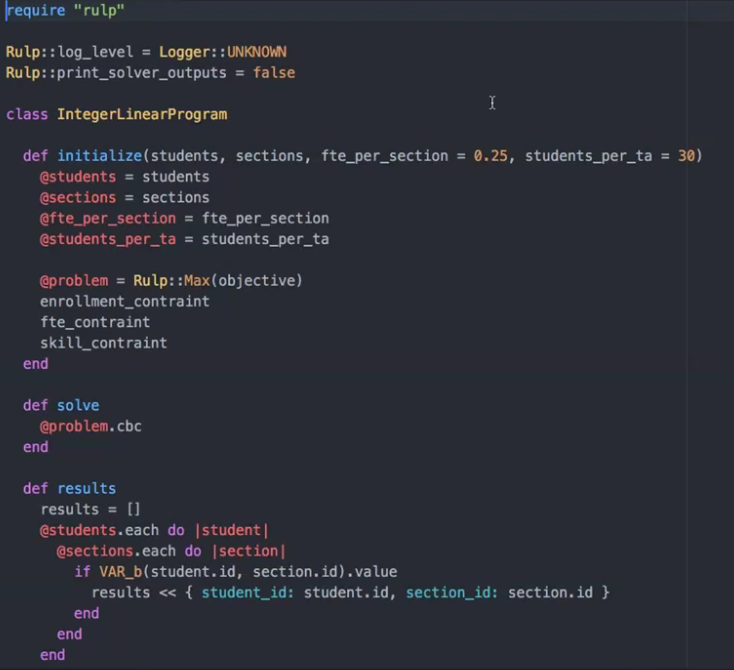 require "rulp"

Rulp::log_level = Logger::UNKNOWN
Rulp::print_solver_outputs = false

class IntegerLinearProgram

  def initialize(students, sections, fte_per_section = 0.25, students_per_ta = 30)
    @students = students
    @sections = sections
    @fte_per_section = fte_per_section
    @students_per_ta = students_per_ta

    @problem = Rulp::Max(objective)
    enrollment_contraint
    fte_contraint
    skill_contraint
  end

  def solve
    @problem.cbc
  end

  def results
    results = []
    @students.each do |student|
      @sections.each do |section|
        if VAR_b(student.id, section.id).value
          results << { student_id: student.id, section_id: section.id }
        end
      end
    end